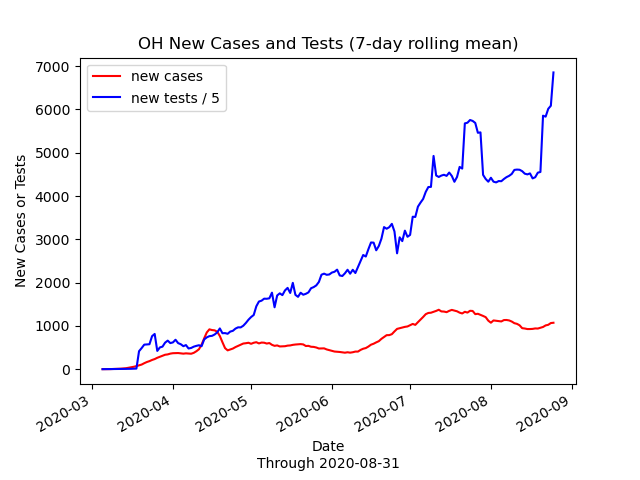 OH New Cases and Tests (7-day rolling mean)
new cases
new tests / 5
7000
6000
5000
4000
3000
2000
1000
0
New Cases or Tests
2020-03
2020-04
2020-05
2020-06
2020-07
2020-08
2020-09
Date
Through 2020-08-31